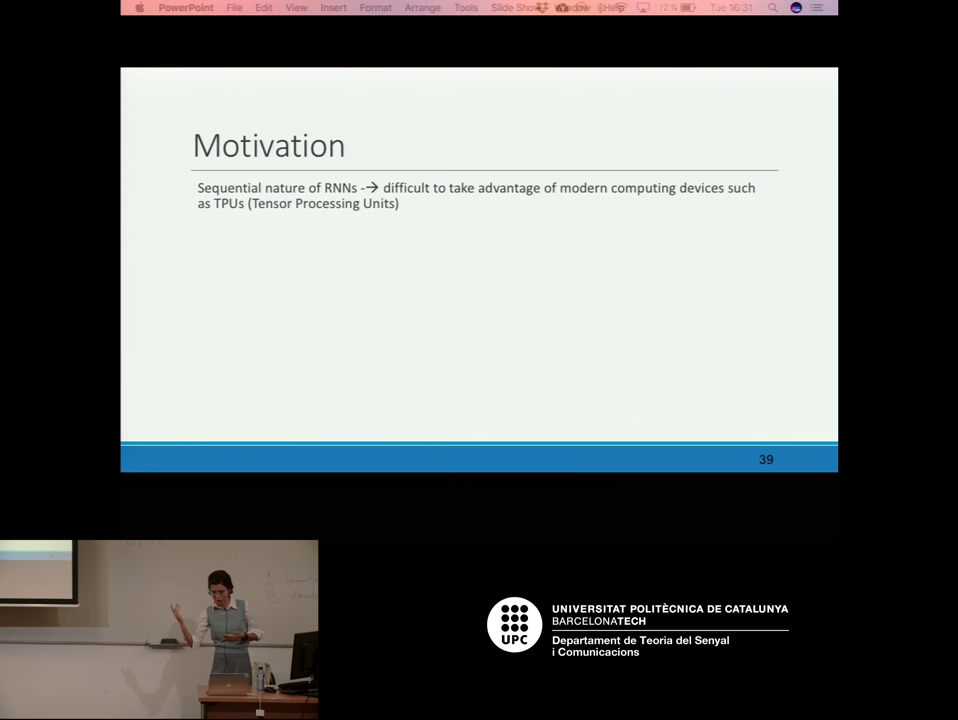 PowerPoint File Edit View Insert Format Arrange Tools Slide Show Window Help 72% Tue 16:31
Motivation
Sequential nature of RNNs -→ difficult to take advantage of modern computing devices such
as TPUs (Tensor Processing Units)
39
UPC
UNIVERSITAT POLITÈCNICA DE CATALUNYA
BARCELONATECH
Departament de Teoria del Senyal
i Comunicacions